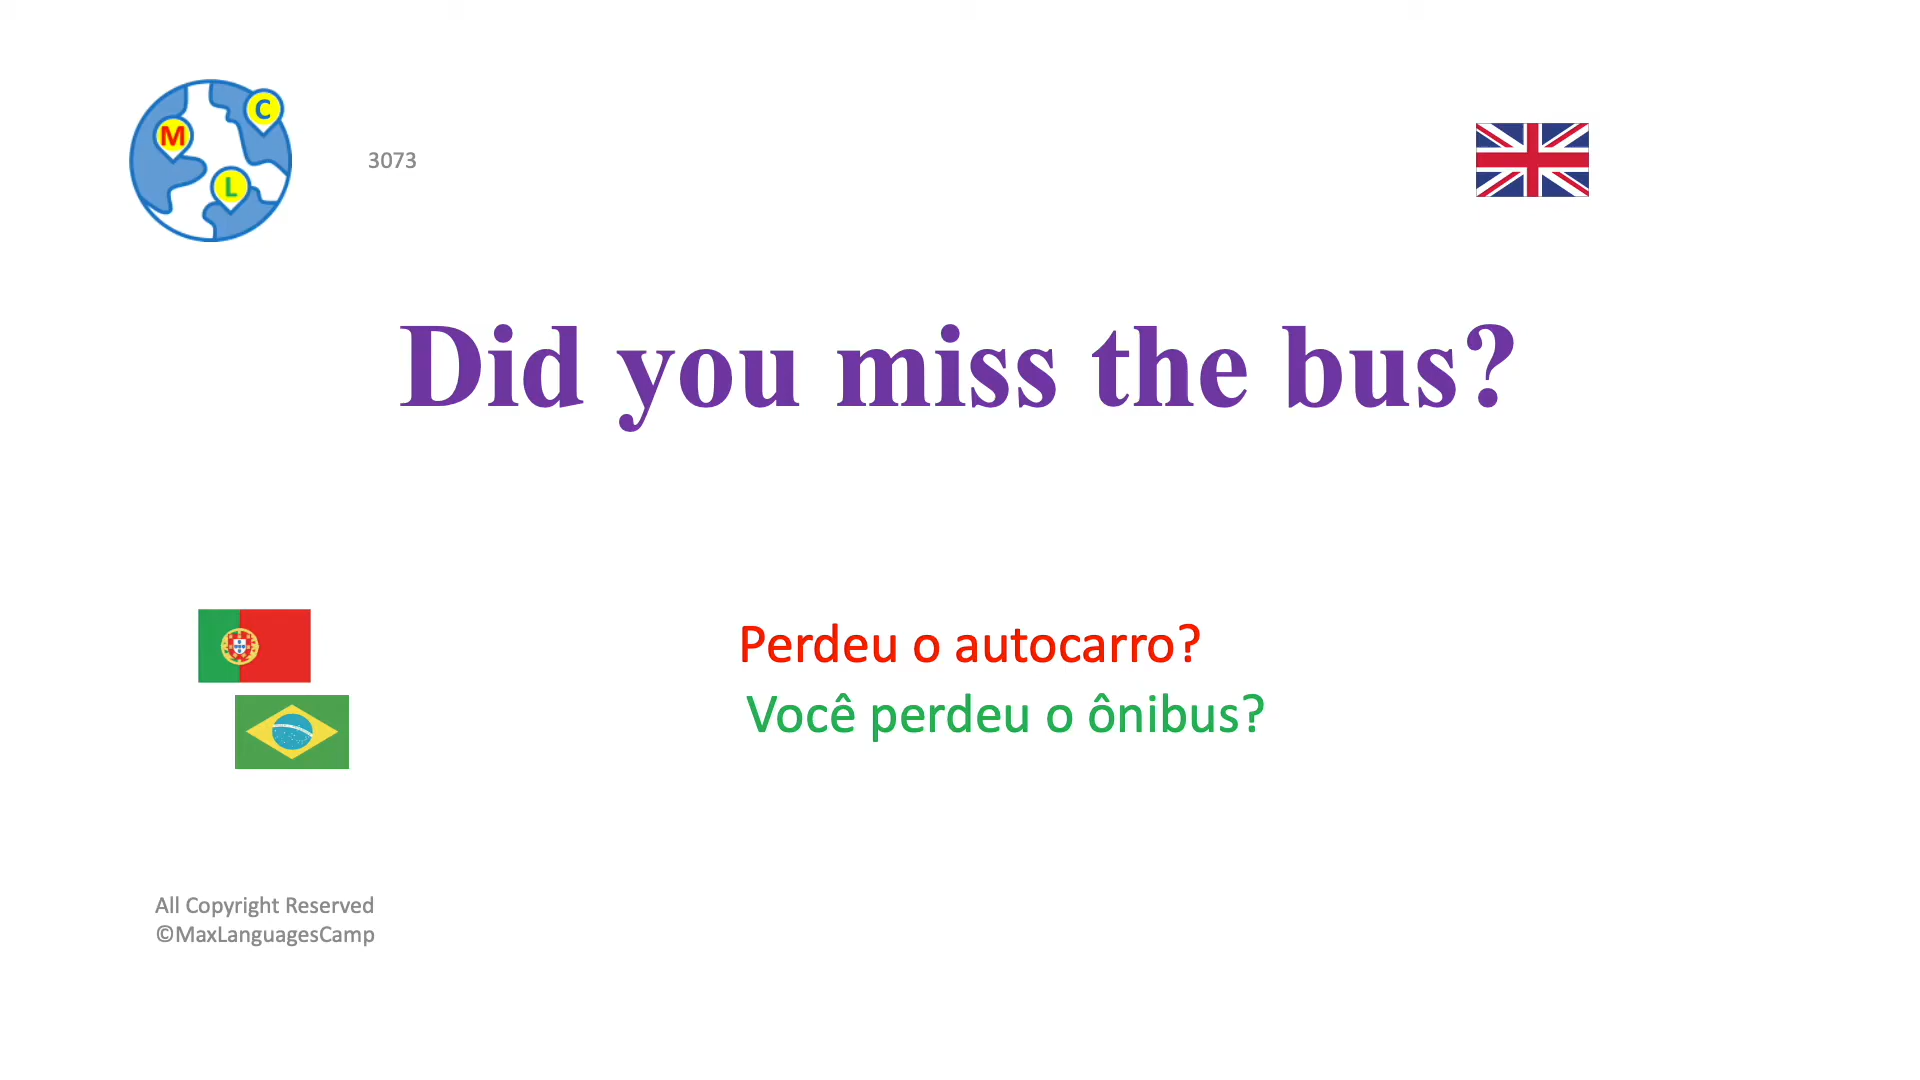 M
C
L
3073
Did you miss the bus?
Perdeu o autocarro?
Você perdeu o ônibus?
All Copyright Reserved
©MaxLanguagesCamp